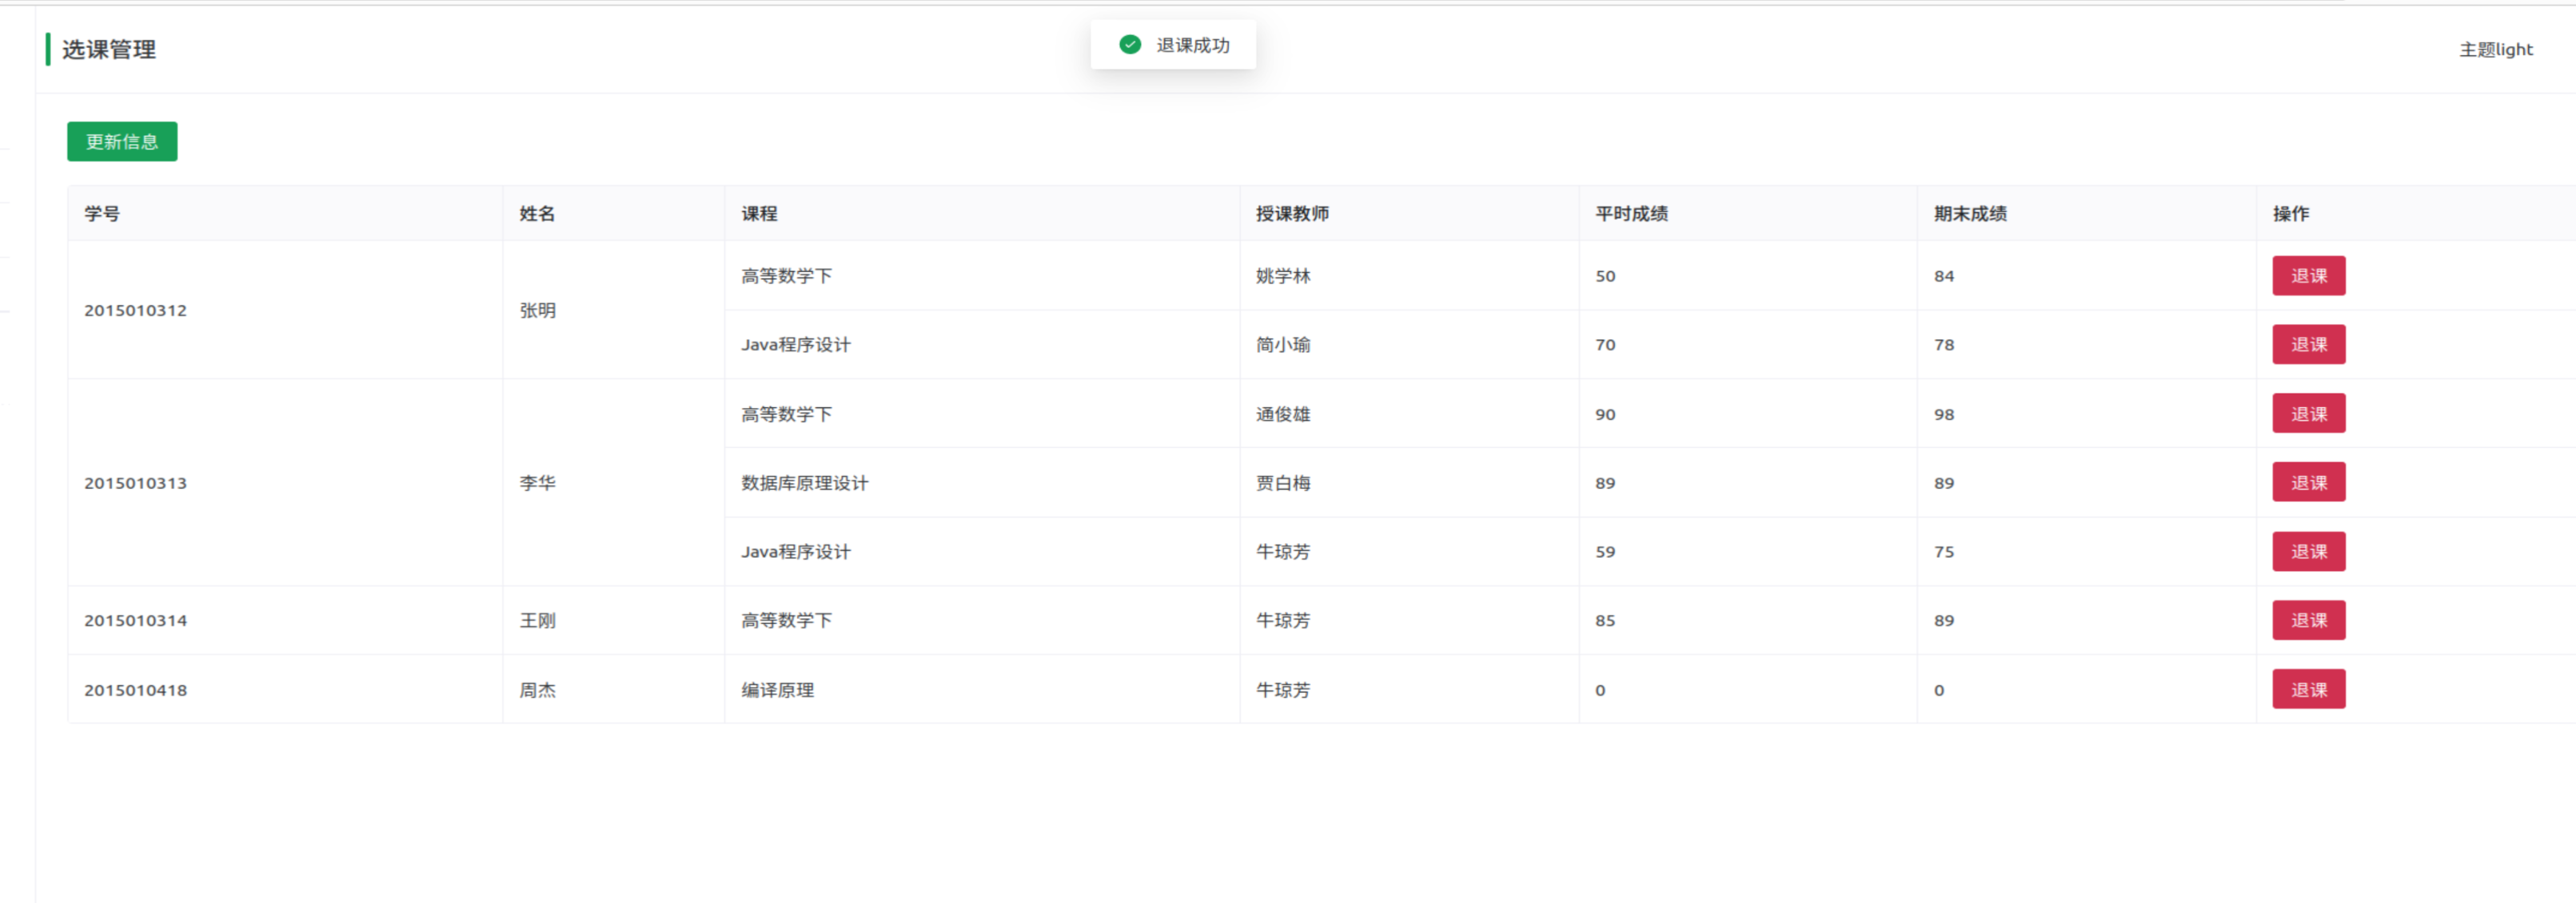 选课管理
退课成功
主题light
更新信息
学号 姓名 课程 授课教师 平时成绩 期末成绩 操作
2015010312 张明 高等数学下 姚学林 50 84 退课
Java程序设计 简小瑜 70 78 退课
2015010313 李华 高等数学下 通俊雄 90 98 退课
数据库原理设计 贾白梅 89 89 退课
Java程序设计 牛琼芳 59 75 退课
2015010314 王刚 高等数学下 牛琼芳 85 89 退课
2015010418 周杰 编译原理 牛琼芳 0 0 退课